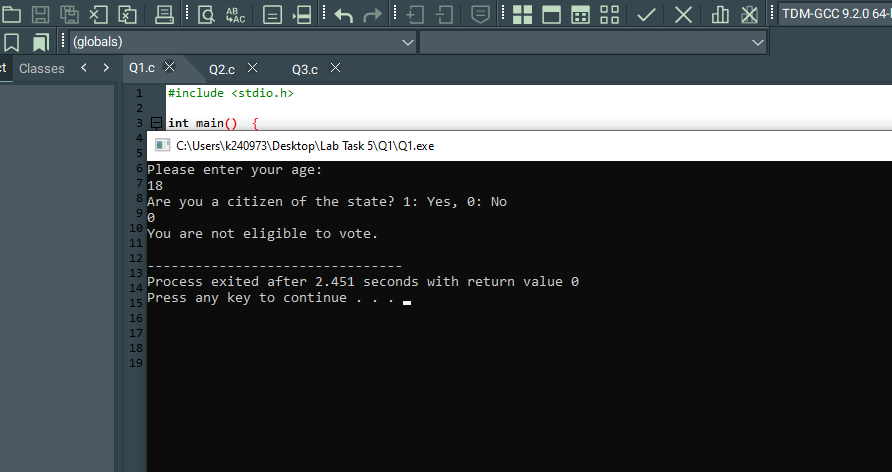 AB
AC
TDM-GCC 9.2.0 64-
(globals)
ct Classes
Q1.c Q2.c Q3.c
1 #include <stdio.h>
2
3 int main() {
4
C:\Users\k240973\Desktop\Lab Task 5\Q1\Q1.exe
5
6 Please enter your age:
7 18
8 Are you a citizen of the state? 1: Yes, 0: No
9 0
10 You are not eligible to vote.
11
12 --------------------------------
13 Process exited after 2.451 seconds with return value 0
14 Press any key to continue . . .
15
16
17
18
19